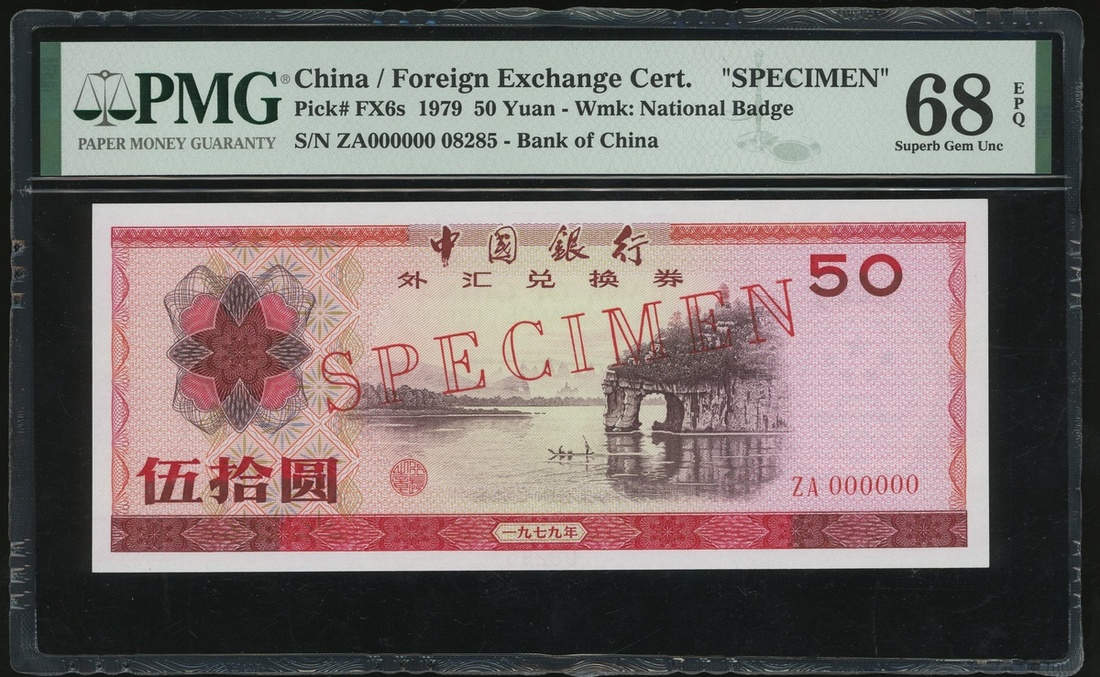 PMG® China / Foreign Exchange Cert. "SPECIMEN"
PAPER MONEY GUARANTY
Pick# FX6s 1979 50 Yuan - Wmk: National Badge
S/N ZA000000 08285 - Bank of China
68 EPQ
Superb Gem Unc
中國銀行
外汇兑换券
50
SPECIMEN
伍拾圆
ZA 000000
一九七九年